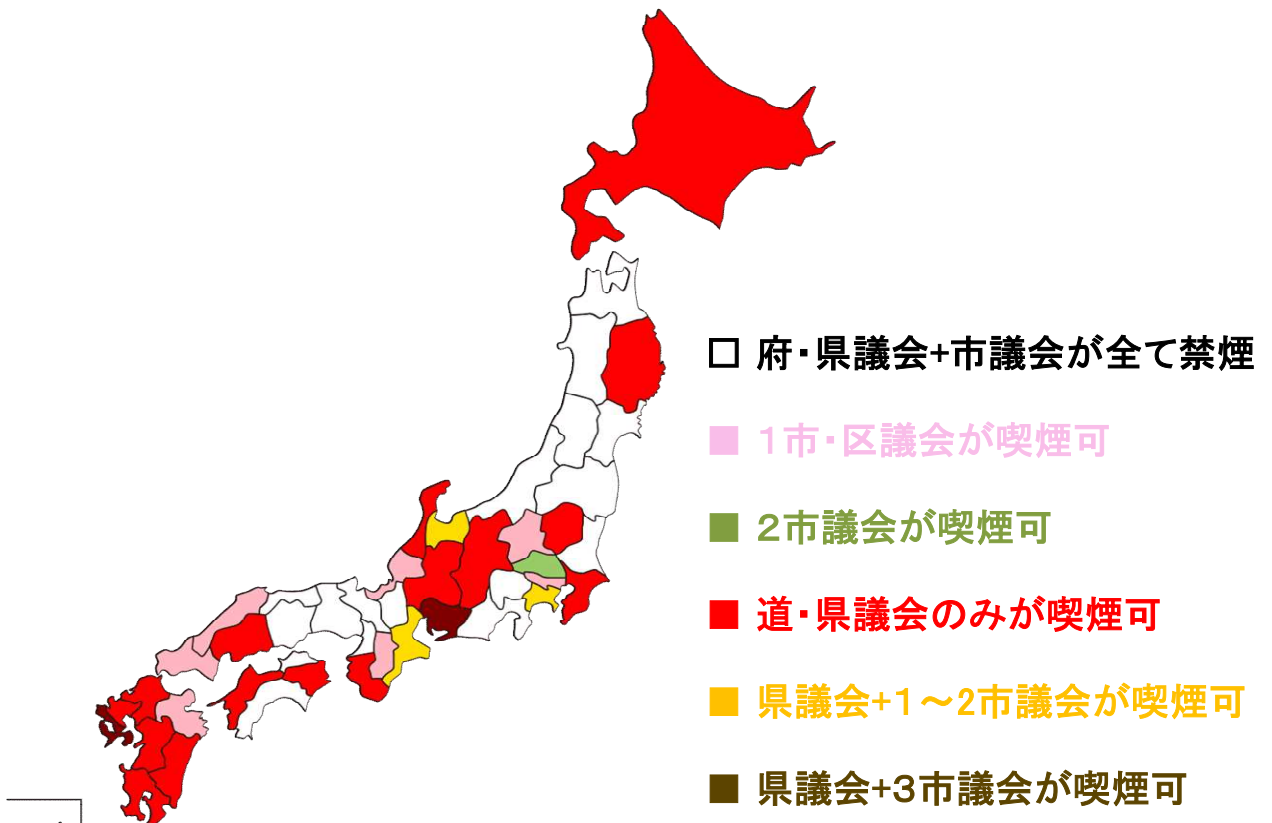 □ 府・県議会+市議会が全て禁煙
■ 1市・区議会が喫煙可
■ 2市議会が喫煙可
■ 道・県議会のみが喫煙可
■ 県議会+1～2市議会が喫煙可
■ 県議会+3市議会が喫煙可